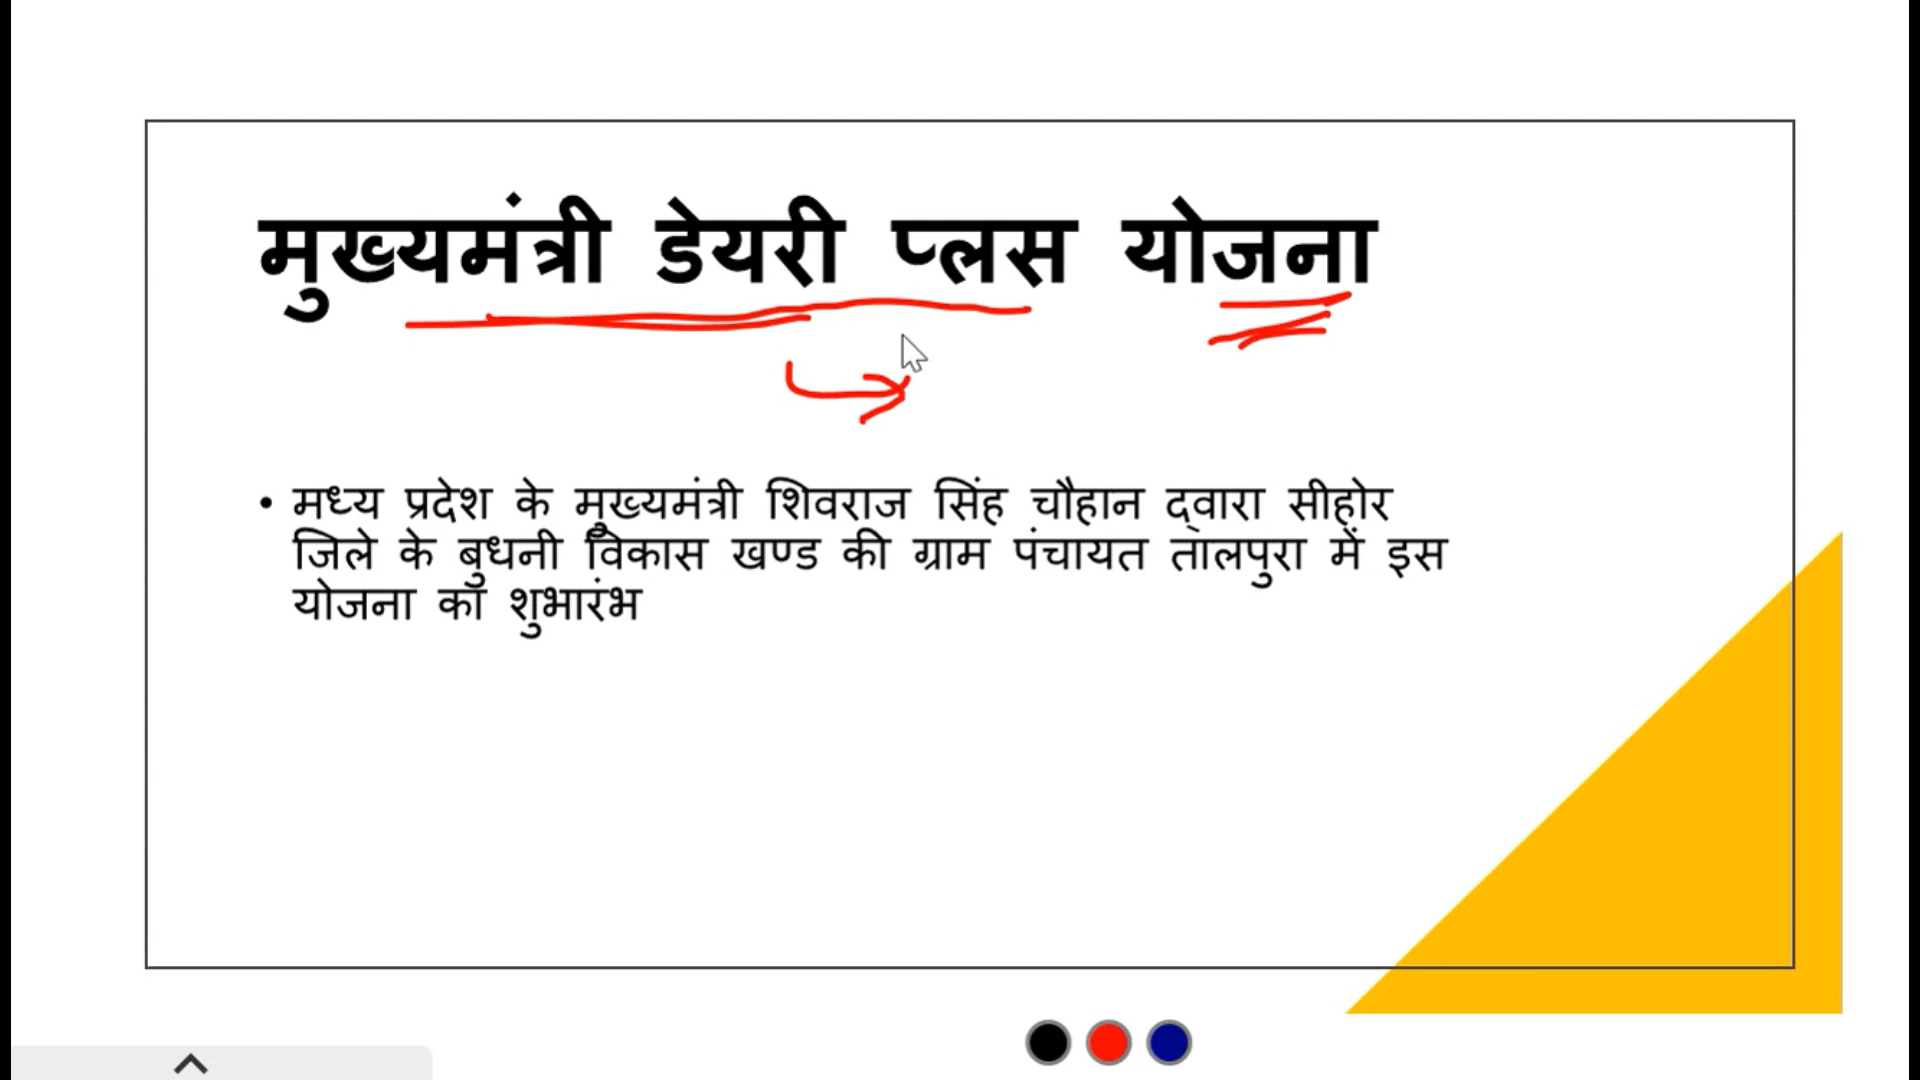 मुख्यमंत्री डेयरी प्लस योजना
• मध्य प्रदेश के मुख्यमंत्री शिवराज सिंह चौहान द्वारा सीहोर
जिले के बुधनी विकास खण्ड की ग्राम पंचायत तालपुरा में इस
योजना का शुभारंभ